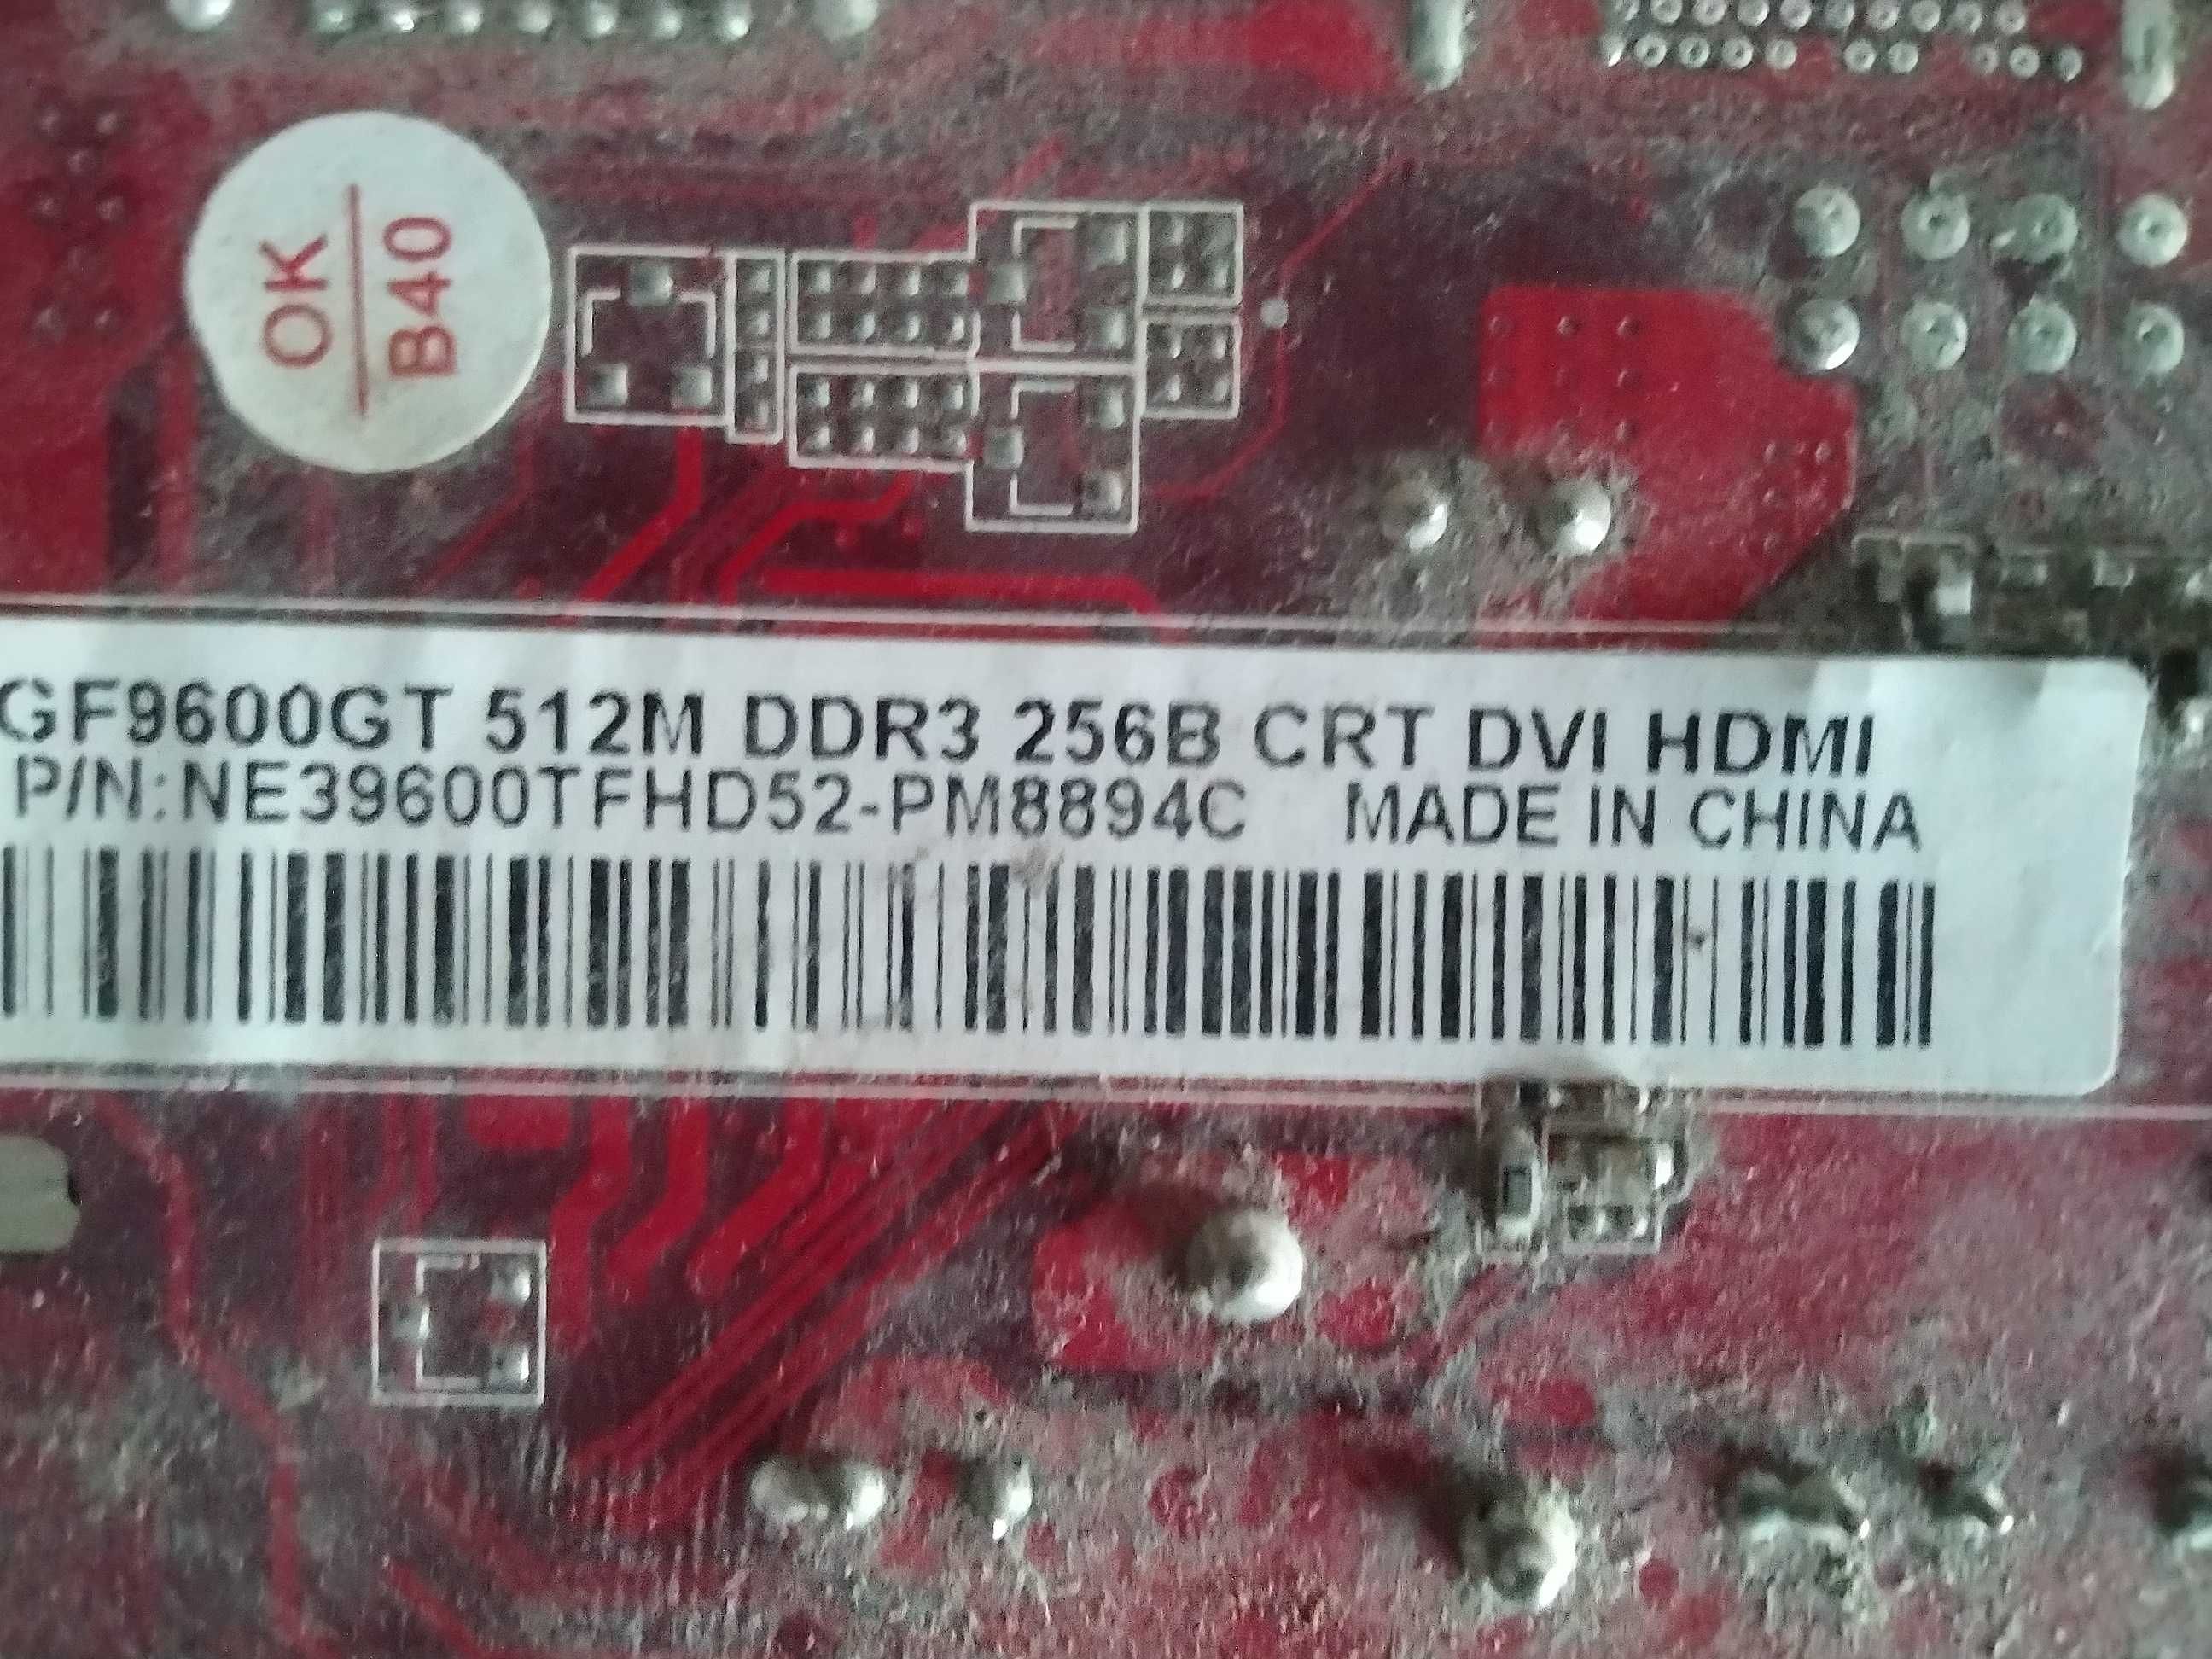 OK
B40
GF9600GT 512M DDR3 256B CRT DVI HDMI
P/N:NE39600TFHD52-PM8894C MADE IN CHINA